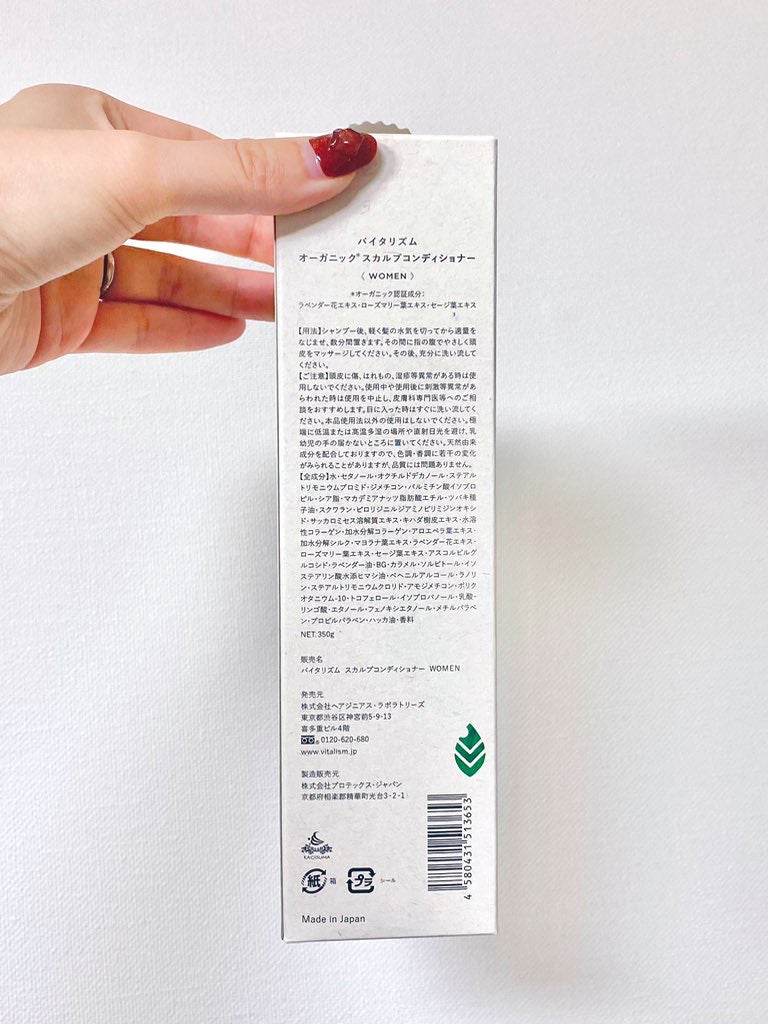 バイタリズム
オーガニック*スカルプコンディショナー
〈 WOMEN 〉
*オーガニック認証成分:
ラベンダー花エキス・ローズマリー葉エキス・セージ葉エキス
【用法】シャンプー後、軽く髪の水気を切ってから適量を
なじませ、数分間置きます。その間に指の腹でやさしく頭
皮をマッサージしてください。その後、充分に洗い流して
ください。
【ご注意】頭皮に傷、はれもの、湿疹等異常がある時は使
用しないでください。使用中や使用後に刺激等異常があ
らわれた時は使用を中止し、皮膚科専門医等へのご相
談をおすすめします。目に入った時はすぐに洗い流してく
ださい。本品使用法以外の使用はしないでください。極
端に低温または高温多湿の場所や直射日光を避け、乳
幼児の手の届かないところに置いてください。天然由来
成分を配合しておりますので、色調・香調に若干の変化
がみられることがありますが、品質には問題ありません。
【全成分】水・セタノール・オクチルドデカノール・ステアル
トリモニウムブロミド・ジメチコン・パルミチン酸イソプロ
ピル・シア脂・マカデミアナッツ脂肪酸エチル・ツバキ種
子油・スクワラン・ピロリジニルジアミノピリミジンオキシ
ド・サッカロミセス溶解質エキス・キハダ樹皮エキス・水溶
性コラーゲン・加水分解コラーゲン・アロエベラ葉エキス・
加水分解シルク・マヨラナ葉エキス・ラベンダー花エキス・
ローズマリー葉エキス・セージ葉エキス・アスコルビルグ
ルコシド・ラベンダー油・BG・カラメル・ソルビトール・イソ
ステアリン酸水添ヒマシ油・ベヘニルアルコール・ラノリ
ン・ステアルトリモニウムクロリド・アモジメチコン・ポリク
オタニウム-10・トコフェロール・イソプロパノール・乳酸・
リンゴ酸・エタノール・フェノキシエタノール・メチルパラベ
ン・プロピルパラベン・ハッカ油・香料
NET. 350g
販売名
バイタリズム スカルプコンディショナー WOMEN
発売元
株式会社ヘアジニアス・ラボラトリーズ
東京都渋谷区神宮前5-9-13
喜多重ビル4階
0120-620-680
www.vitalism.jp
製造販売元
株式会社プロテックス・ジャパン
京都府相楽郡精華町光台3-2-1
KAOISUMA
紙 箱 プラ シール
4 580431 513653
Made in Japan